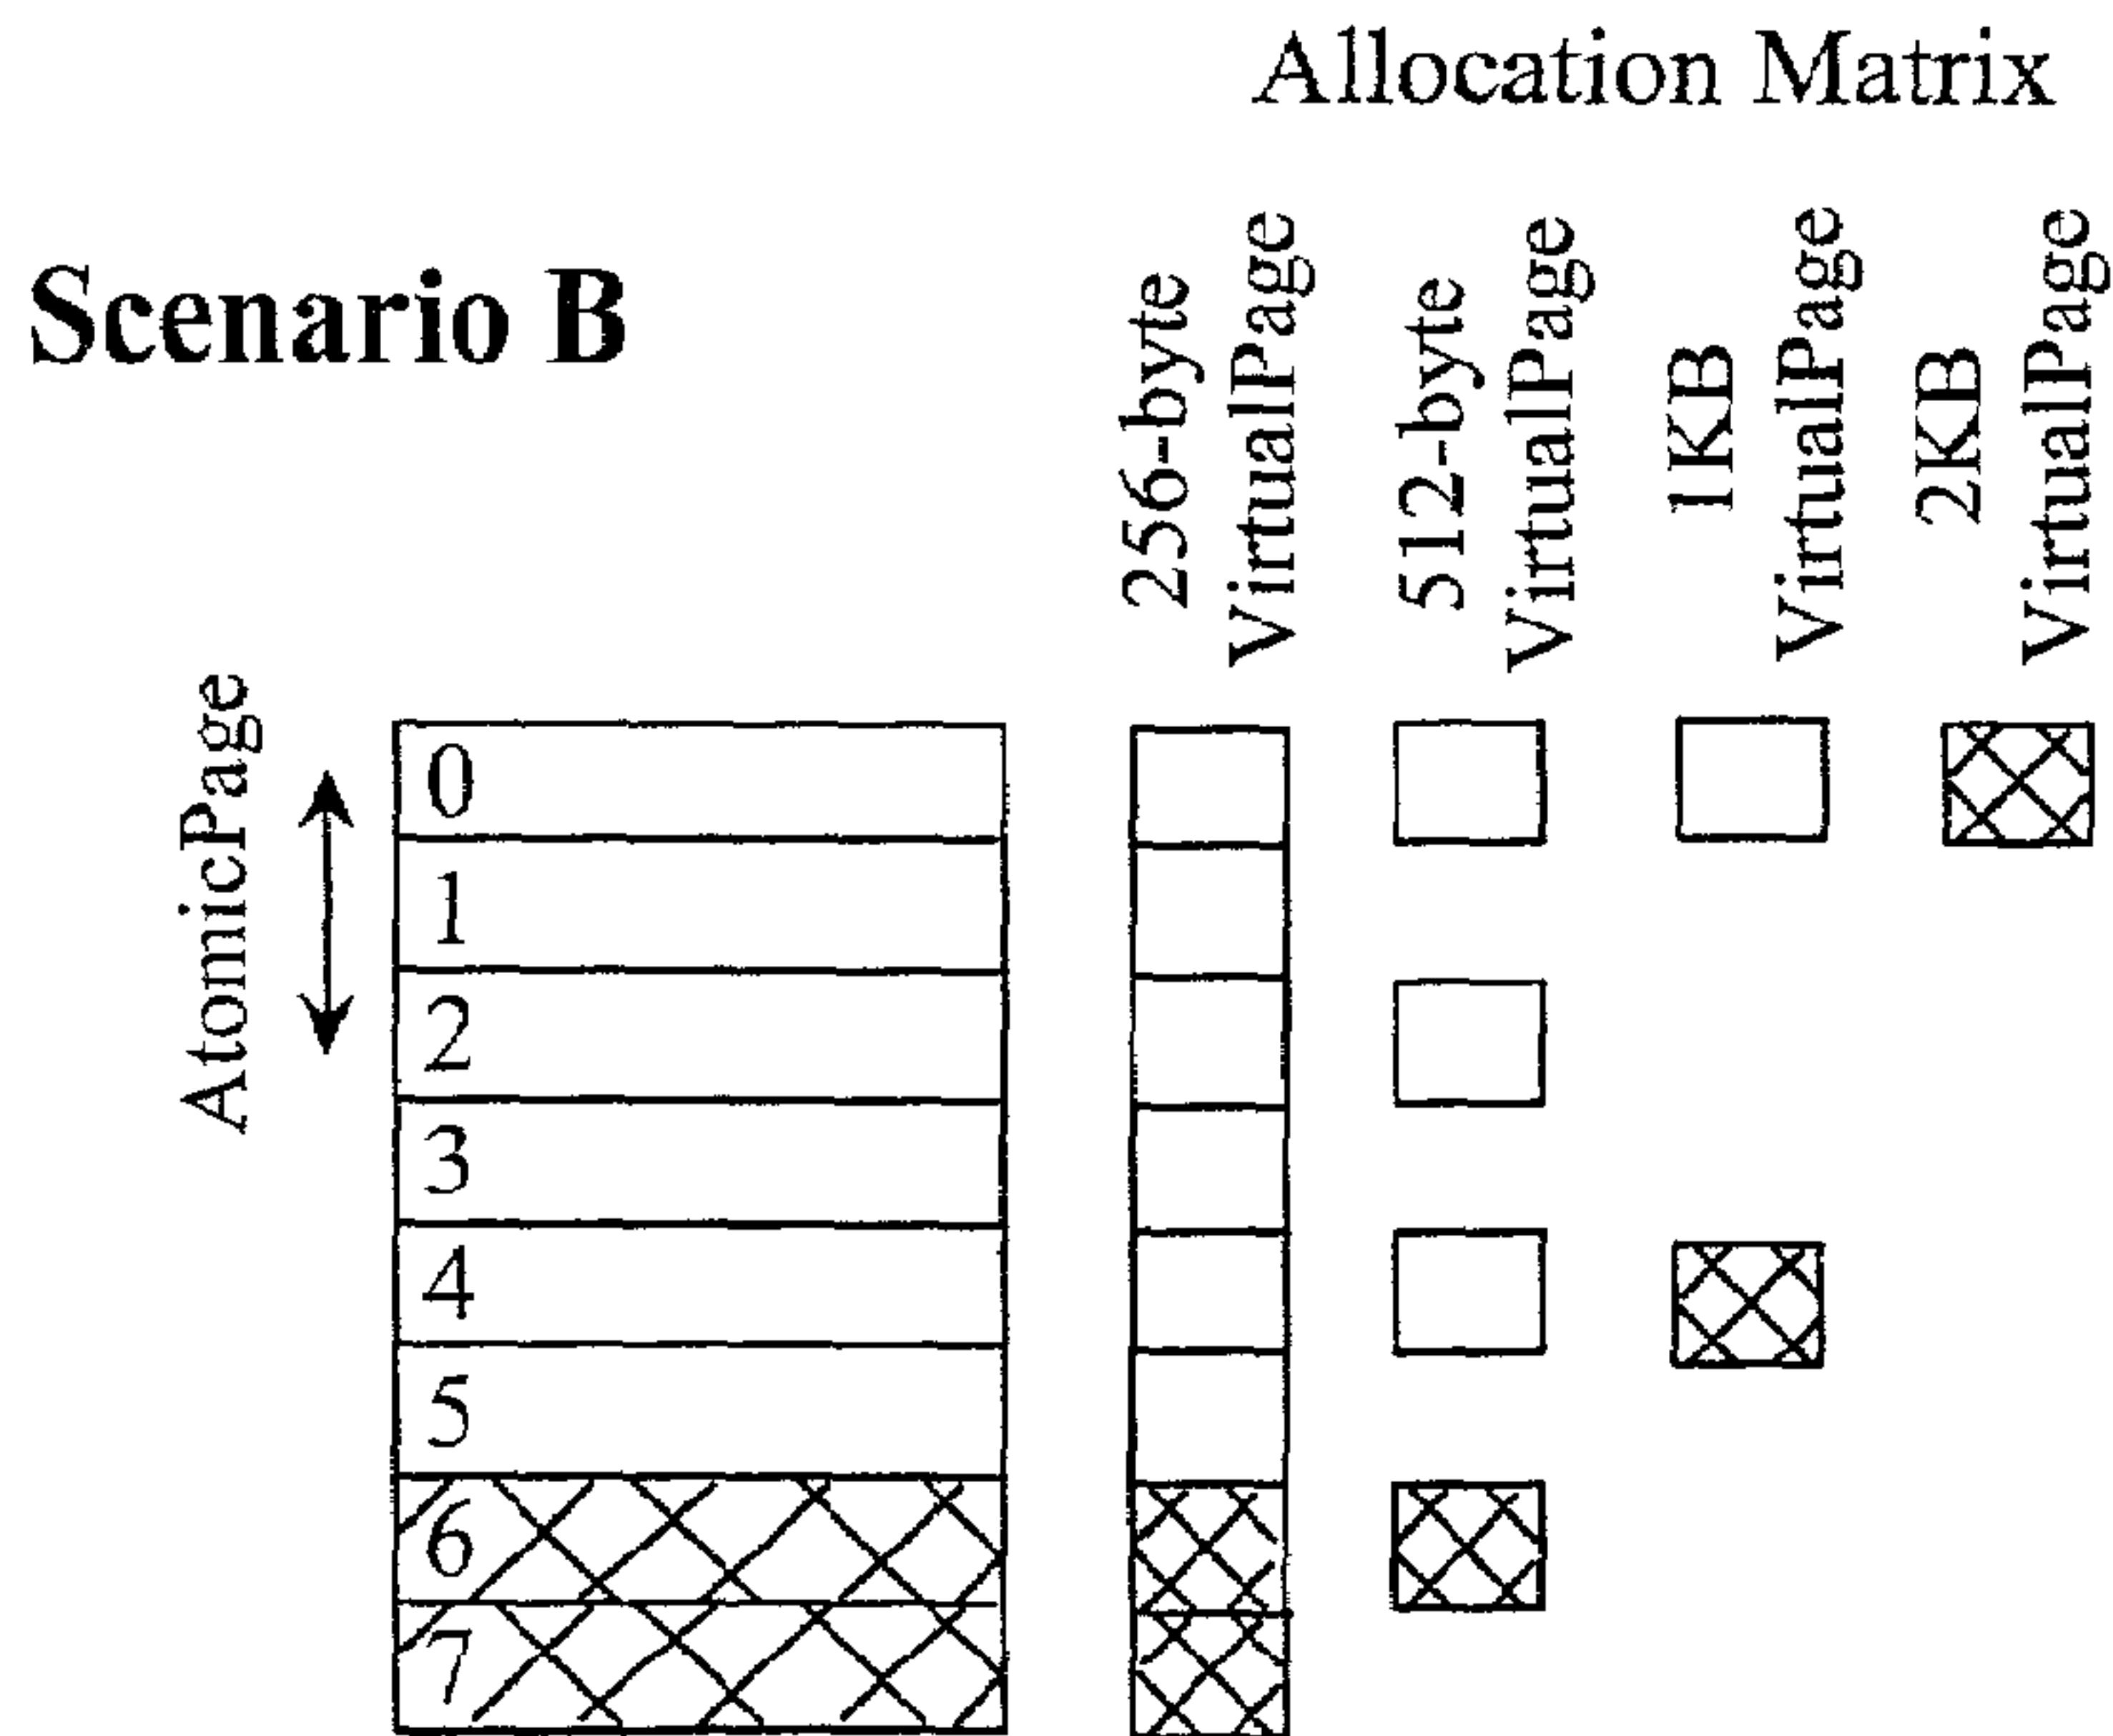 Allocation Matrix
Scenario B
256-byte
VirtualPage
512-byte
VirtualPage
1KB
VirtualPage
2KB
VirtualPage
AtomicPage
0
1
2
3
4
5
6
7